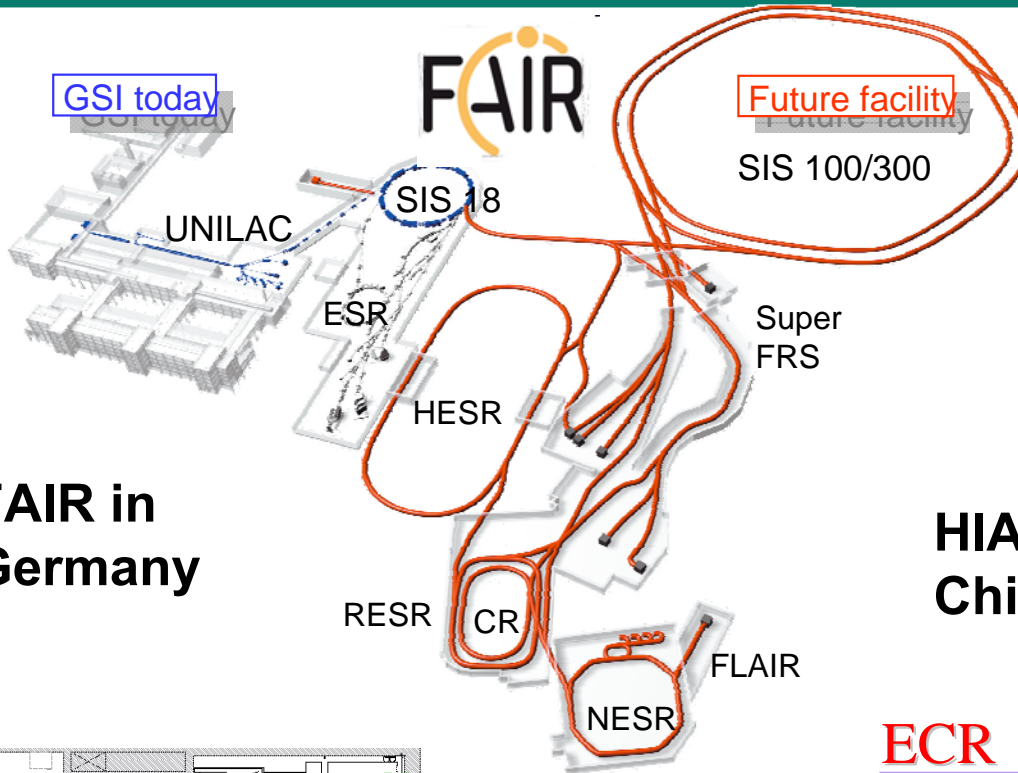 GSI today
FAIR
Future facility
SIS 100/300
SIS 18
UNILAC
ESR
Super
FRS
HESR
FAIR in
Germany
HIA
Chi
RESR
CR
FLAIR
NESR
ECR